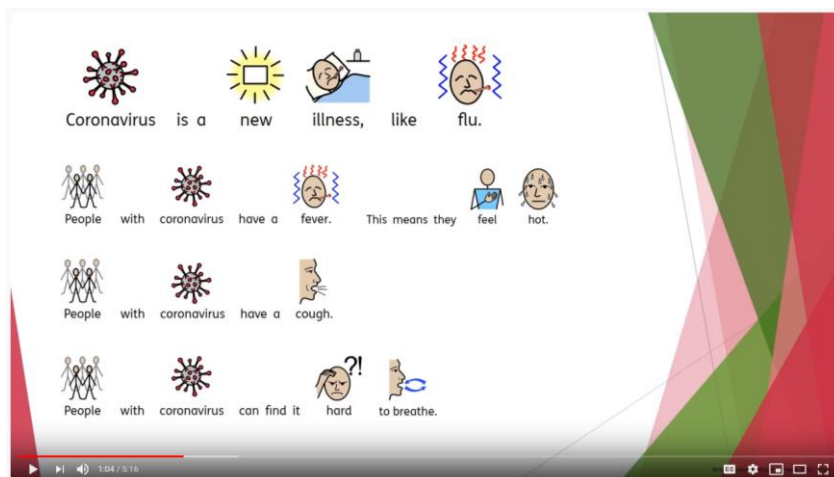 Coronavirus is a new illness, like flu.
People with coronavirus have a fever. This means they feel hot.
People with coronavirus have a cough.
?!
People with coronavirus can find it hard to breathe.
1:04 / 5:16
CC